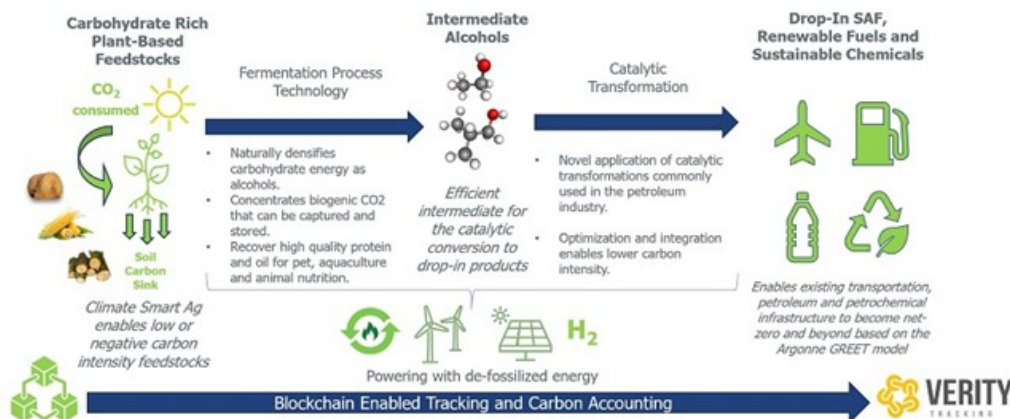 Carbohydrate Rich
Plant-Based
Feedstocks
CO2
consumed
Soil
Carbon
Sink
Climate Smart Ag
enables low or
negative carbon
intensity feedstocks
Fermentation Process
Technology
• Naturally densifies
carbohydrate energy as
alcohols.
• Concentrates biogenic CO2
that can be captured and
stored.
• Recover high quality protein
and oil for pet, aquaculture
and animal nutrition.
Intermediate
Alcohols
Efficient
intermediate for
the catalytic
conversion to
drop-in products
Catalytic
Transformation
• Novel application of catalytic
transformations commonly
used in the petroleum
industry.
• Optimization and integration
enables lower carbon
intensity.
Drop-In SAF,
Renewable Fuels and
Sustainable Chemicals
Enables existing transportation,
petroleum and petrochemical
infrastructure to become net-
zero and beyond based on the
Argonne GREET model
H2
Powering with de-fossilized energy
Blockchain Enabled Tracking and Carbon Accounting
VERITY
TRACKING